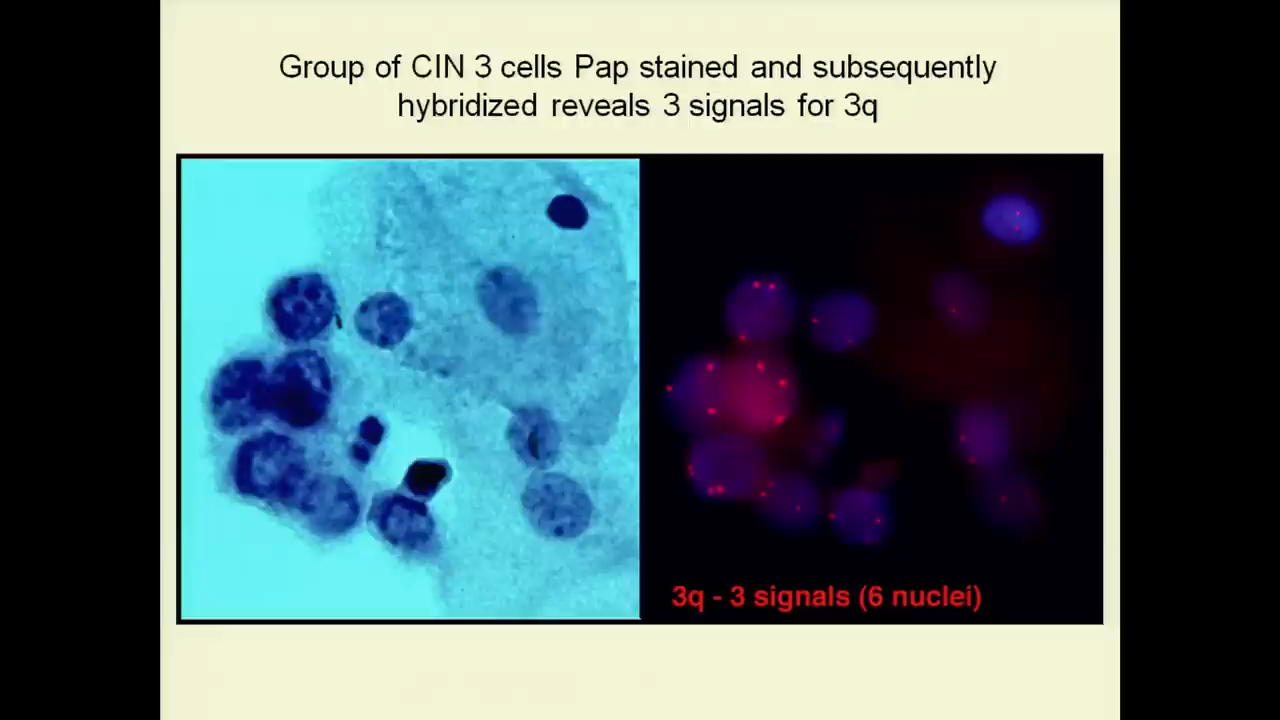 Group of CIN 3 cells Pap stained and subsequently
hybridized reveals 3 signals for 3q
3q - 3 signals (6 nuclei)